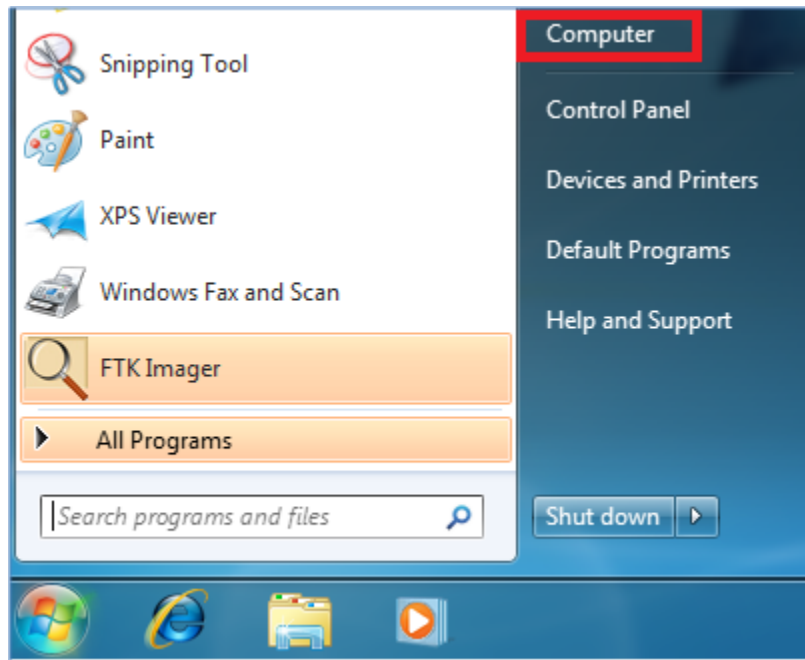 Snipping Tool
Paint
XPS Viewer
Windows Fax and Scan
FTK Imager
All Programs
Search programs and files
Computer
Control Panel
Devices and Printers
Default Programs
Help and Support
Shut down